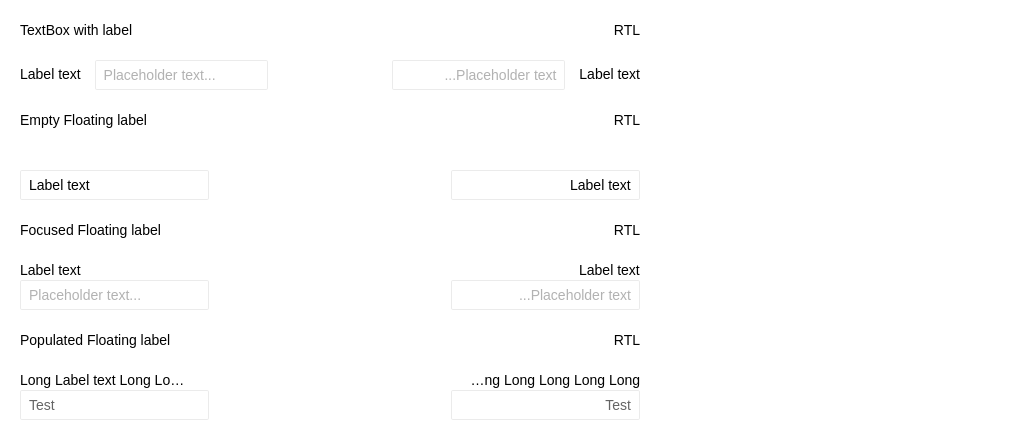 TextBox with label RTL
Label text Placeholder text... ...Placeholder text Label text
Empty Floating label RTL
Label text Label text
Focused Floating label RTL
Label text Label text
Placeholder text... ...Placeholder text
Populated Floating label RTL
Long Label text Long Lo… …ng Long Long Long Long
Test Test